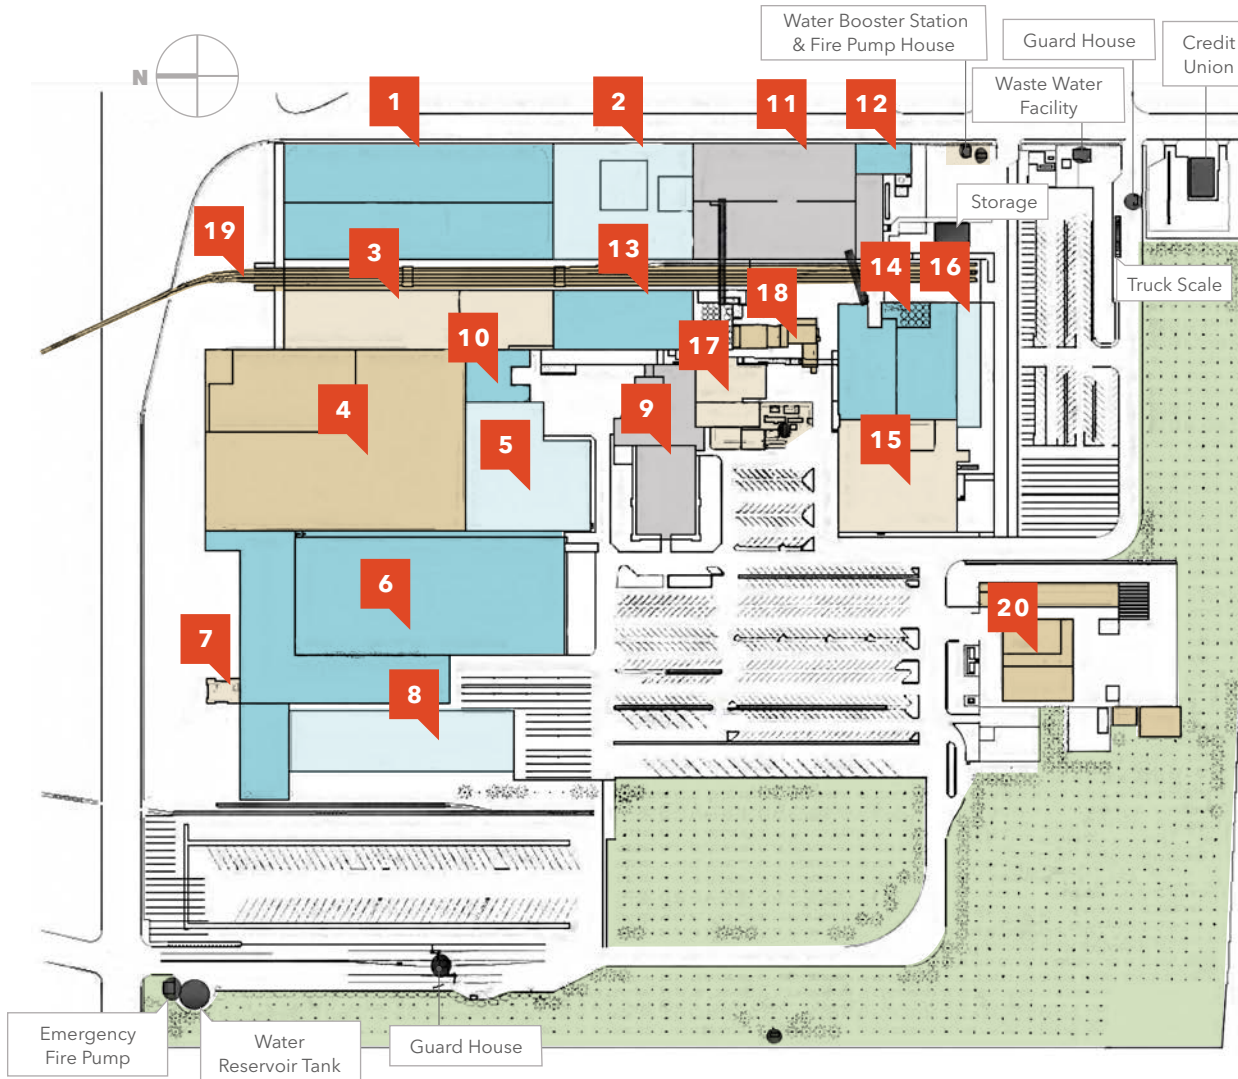 Water Booster Station
& Fire Pump House
Guard House
Credit
Union
Waste Water
Facility
N
1
2
11
12
Storage
19
3
13
14
16
Truck Scale
18
10
17
4
9
5
15
6
20
7
8
Emergency
Fire Pump
Water
Reservoir Tank
Guard House